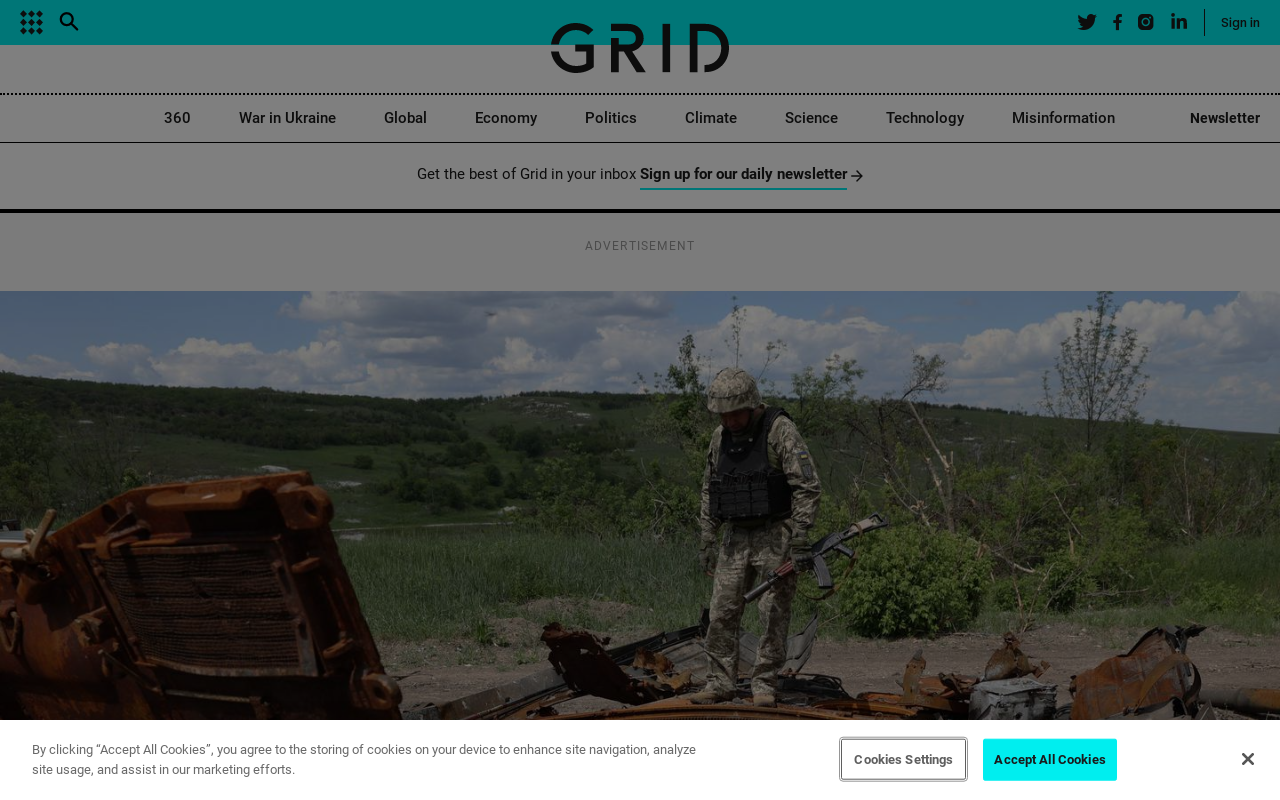 GRID
Sign in
360
War in Ukraine
Global
Economy
Politics
Climate
Science
Technology
Misinformation
Newsletter
Get the best of Grid in your inbox Sign up for our daily newsletter
ADVERTISEMENT
By clicking “Accept All Cookies”, you agree to the storing of cookies on your device to enhance site navigation, analyze
site usage, and assist in our marketing efforts.
Cookies Settings
Accept All Cookies